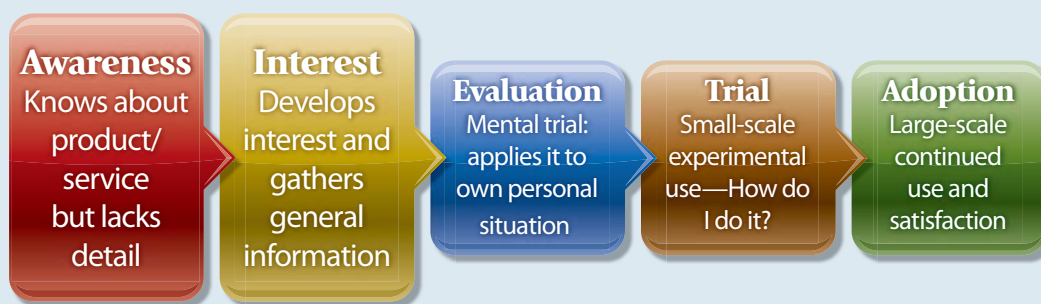 Awareness
Knows about
product/
service
but lacks
detail
Interest
Develops
interest and
gathers
general
information
Evaluation
Mental trial:
applies it to
own personal
situation
Trial
Small-scale
experimental
use—How do
I do it?
Adoption
Large-scale
continued
use and
satisfaction